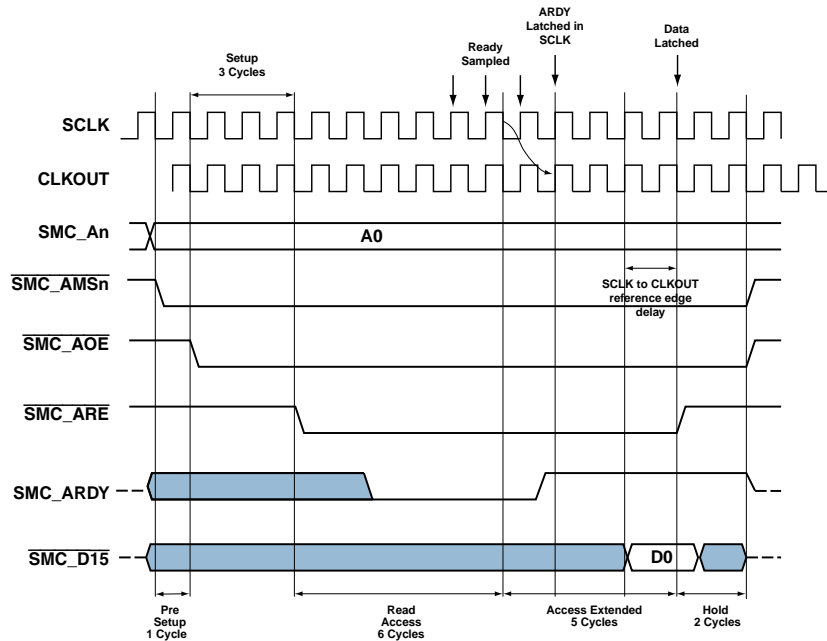 ARDY
Latched in
SCLK
Data
Latched
Setup
3 Cycles
Ready
Sampled
SCLK
CLKOUT
SMC_An
A0
SMC_AMSn
SCLK to CLKOUT
reference edge
delay
SMC_AOE
SMC_ARE
SMC_ARDY
SMC_D15
D0
Pre
Setup
1 Cycle
Read
Access
6 Cycles
Access Extended
5 Cycles
Hold
2 Cycles